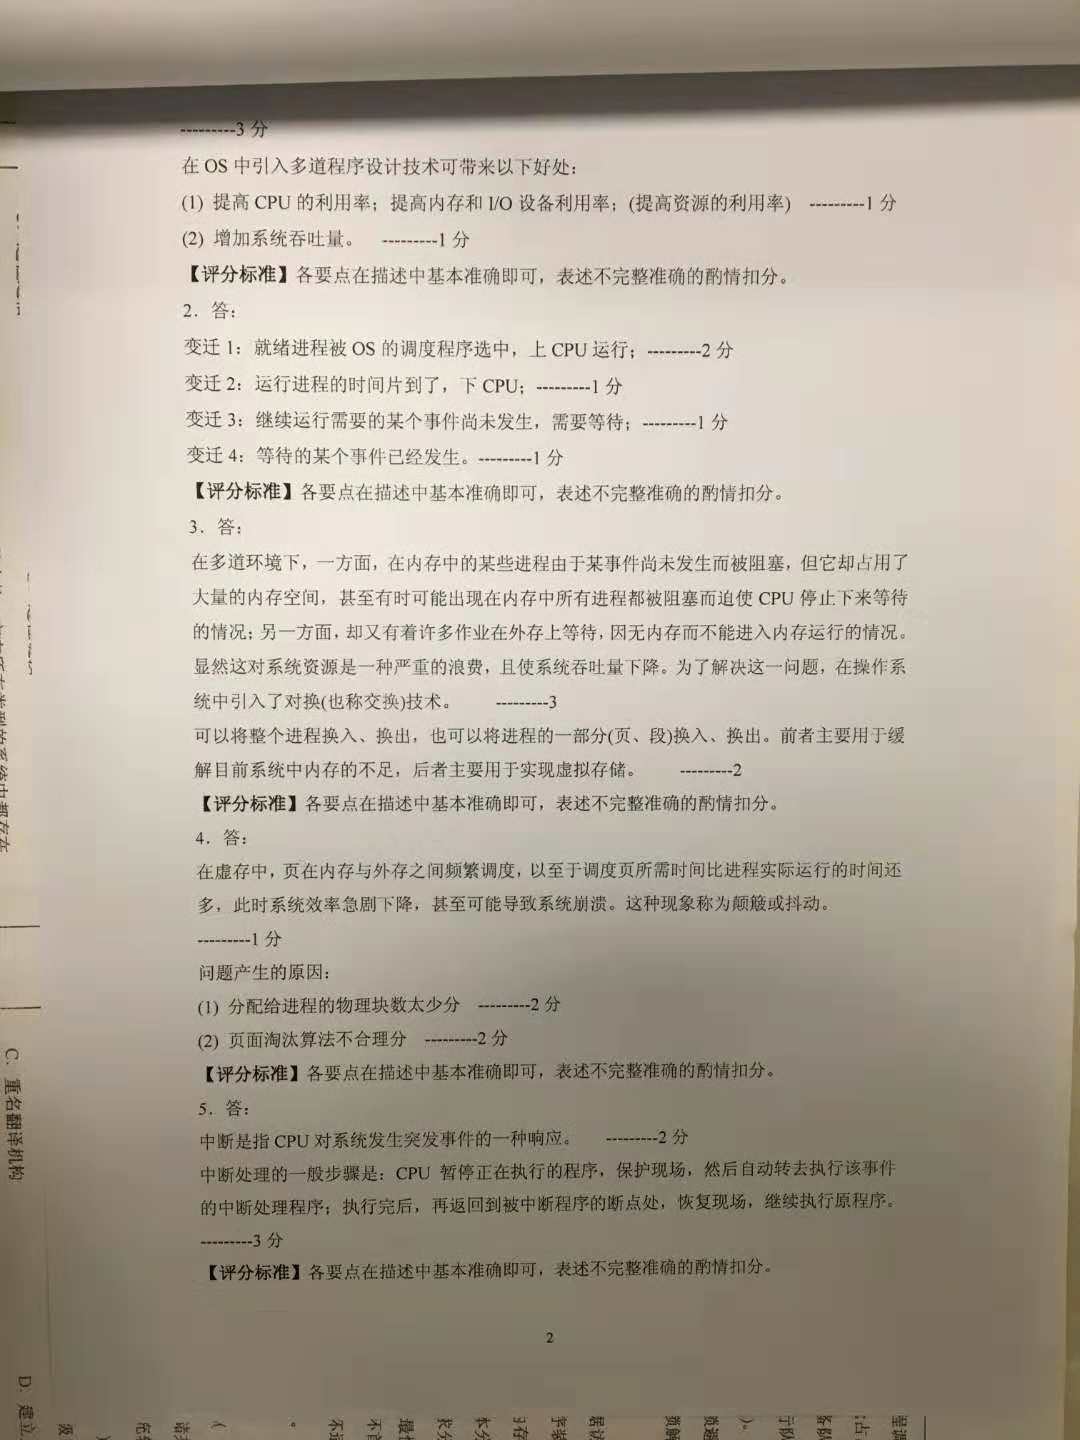 ---------3 分
在 OS 中引入多道程序设计技术可带来以下好处：
(1) 提高 CPU 的利用率；提高内存和 I/O 设备利用率；(提高资源的利用率) ---------1 分
(2) 增加系统吞吐量。 ---------1 分
【评分标准】各要点在描述中基本准确即可，表述不完整准确的酌情扣分。
2．答：
变迁 1：就绪进程被 OS 的调度程序选中，上 CPU 运行；---------2 分
变迁 2：运行进程的时间片到了，下 CPU；---------1 分
变迁 3：继续运行需要的某个事件尚未发生，需要等待；---------1 分
变迁 4：等待的某个事件已经发生。---------1 分
【评分标准】各要点在描述中基本准确即可，表述不完整准确的酌情扣分。
3．答：
在多道环境下，一方面，在内存中的某些进程由于某事件尚未发生而被阻塞，但它却占用了
大量的内存空间，甚至有时可能出现在内存中所有进程都被阻塞而迫使 CPU 停止下来等待
的情况；另一方面，却又有着许多作业在外存上等待，因无内存而不能进入内存运行的情况。
显然这对系统资源是一种严重的浪费，且使系统吞吐量下降。为了解决这一问题，在操作系
统中引入了对换(也称交换)技术。 ---------3
可以将整个进程换入、换出，也可以将进程的一部分(页、段)换入、换出。前者主要用于缓
解目前系统中内存的不足，后者主要用于实现虚拟存储。 ---------2
【评分标准】各要点在描述中基本准确即可，表述不完整准确的酌情扣分。
4．答：
在虚存中，页在内存与外存之间频繁调度，以至于调度页所需时间比进程实际运行的时间还
多，此时系统效率急剧下降，甚至可能导致系统崩溃。这种现象称为颠簸或抖动。
---------1 分
问题产生的原因：
(1) 分配给进程的物理块数太少分 ---------2 分
(2) 页面淘汰算法不合理分 ---------2 分
【评分标准】各要点在描述中基本准确即可，表述不完整准确的酌情扣分。
5．答：
中断是指 CPU 对系统发生突发事件的一种响应。 ---------2 分
中断处理的一般步骤是：CPU 暂停正在执行的程序，保护现场，然后自动转去执行该事件
的中断处理程序；执行完后，再返回到被中断程序的断点处，恢复现场，继续执行原程序。
---------3 分
【评分标准】各要点在描述中基本准确即可，表述不完整准确的酌情扣分。
2
C. 重名翻译机构
D. 建立